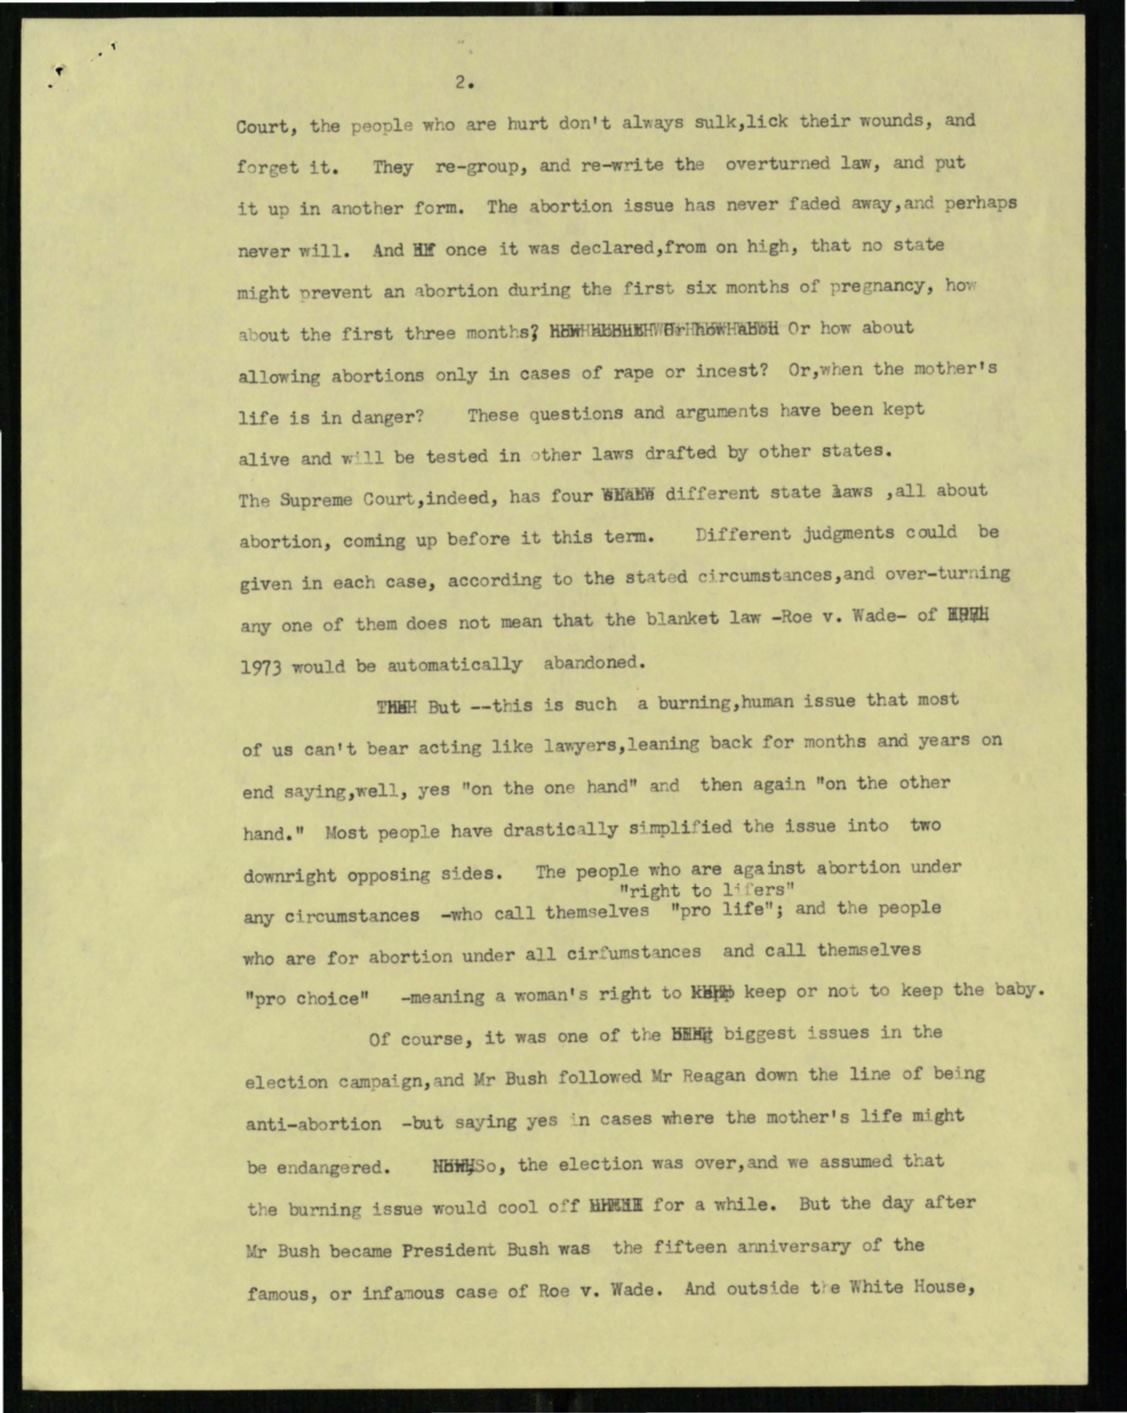 2.
Court, the people who are hurt don't always sulk,lick their wounds, and
forget it. They re-group, and re-write the overturned law, and put
it up in another form. The abortion issue has never faded away,and perhaps
never will. And once it was declared,from on high, that no state
might prevent an abortion during the first six months of pregnancy, how
about the first three months? Or how about
allowing abortions only in cases of rape or incest? Or,when the mother's
life is in danger? These questions and arguments have been kept
alive and will be tested in other laws drafted by other states.
The Supreme Court,indeed, has four different state laws ,all about
abortion, coming up before it this term. Different judgments could be
given in each case, according to the stated circumstances,and over-turning
any one of them does not mean that the blanket law -Roe v. Wade- of
1973 would be automatically abandoned.
But --this is such a burning,human issue that most
of us can't bear acting like lawyers,leaning back for months and years on
end saying,well, yes "on the one hand" and then again "on the other
hand." Most people have drastically simplified the issue into two
downright opposing sides. The people who are against abortion under
"right to lifers"
any circumstances -who call themselves "pro life"; and the people
who are for abortion under all cirfumstances and call themselves
"pro choice" -meaning a woman's right to keep or not to keep the baby.
Of course, it was one of the biggest issues in the
election campaign,and Mr Bush followed Mr Reagan down the line of being
anti-abortion -but saying yes in cases where the mother's life might
be endangered. So, the election was over,and we assumed that
the burning issue would cool off for a while. But the day after
Mr Bush became President Bush was the fifteen anniversary of the
famous, or infamous case of Roe v. Wade. And outside the White House,